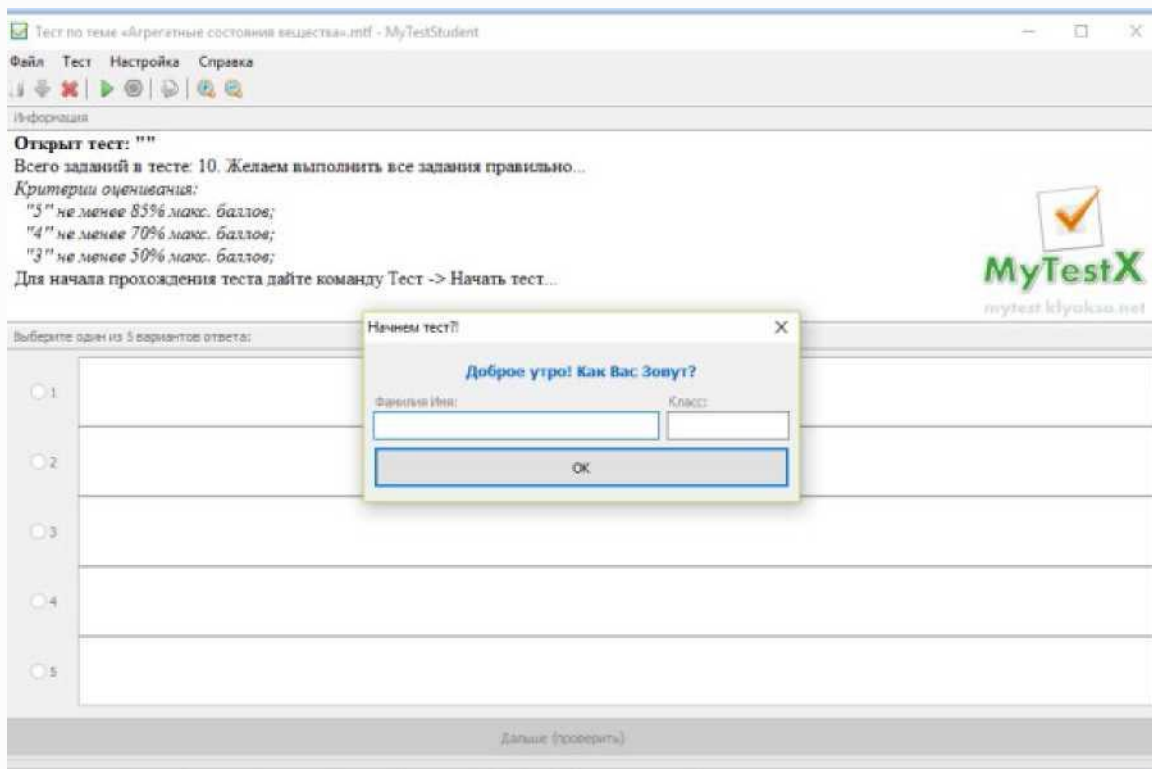 Тест по теме «Агрегатные состояния вещества».mtf - MyTestStudent
Файл Тест Настройка Справка
Информация
Открыт тест: ""
Всего заданий в тесте: 10. Желаем выполнить все задания правильно...
Критерии оценивания:
"5" не менее 85% макс. баллов;
"4" не менее 70% макс. баллов;
"3" не менее 50% макс. баллов;
Для начала прохождения теста дайте команду Тест -> Начать тест...
MyTestX
mytest.klyaksa.net
Выберите один из 5 вариантов ответа:
Начнем тест?!
Доброе утро! Как Вас Зовут?
Фамилия Имя: Класс:
OK
1
2
3
4
5
Дальше (проверить)